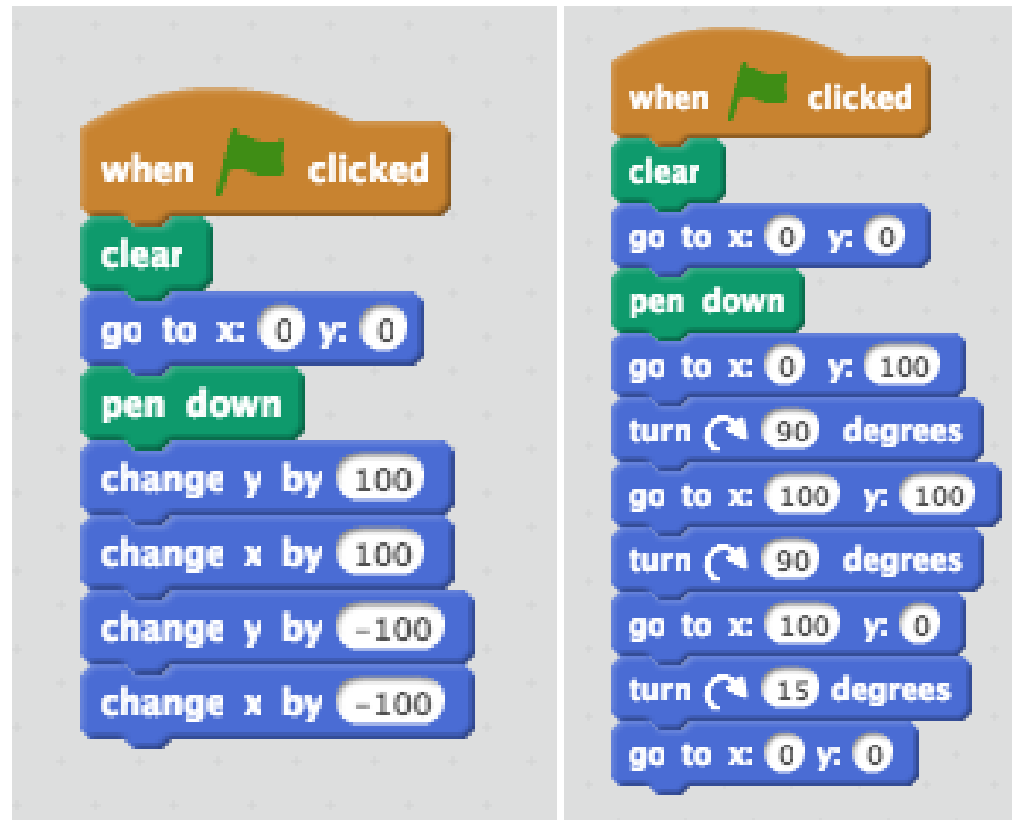 when clicked
clear
go to x: 0 y: 0
pen down
change y by 100
change x by 100
change y by -100
change x by -100
when clicked
clear
go to x: 0 y: 0
pen down
go to x: 0 y: 100
turn 90 degrees
go to x: 100 y: 100
turn 90 degrees
go to x: 100 y: 0
turn 15 degrees
go to x: 0 y: 0